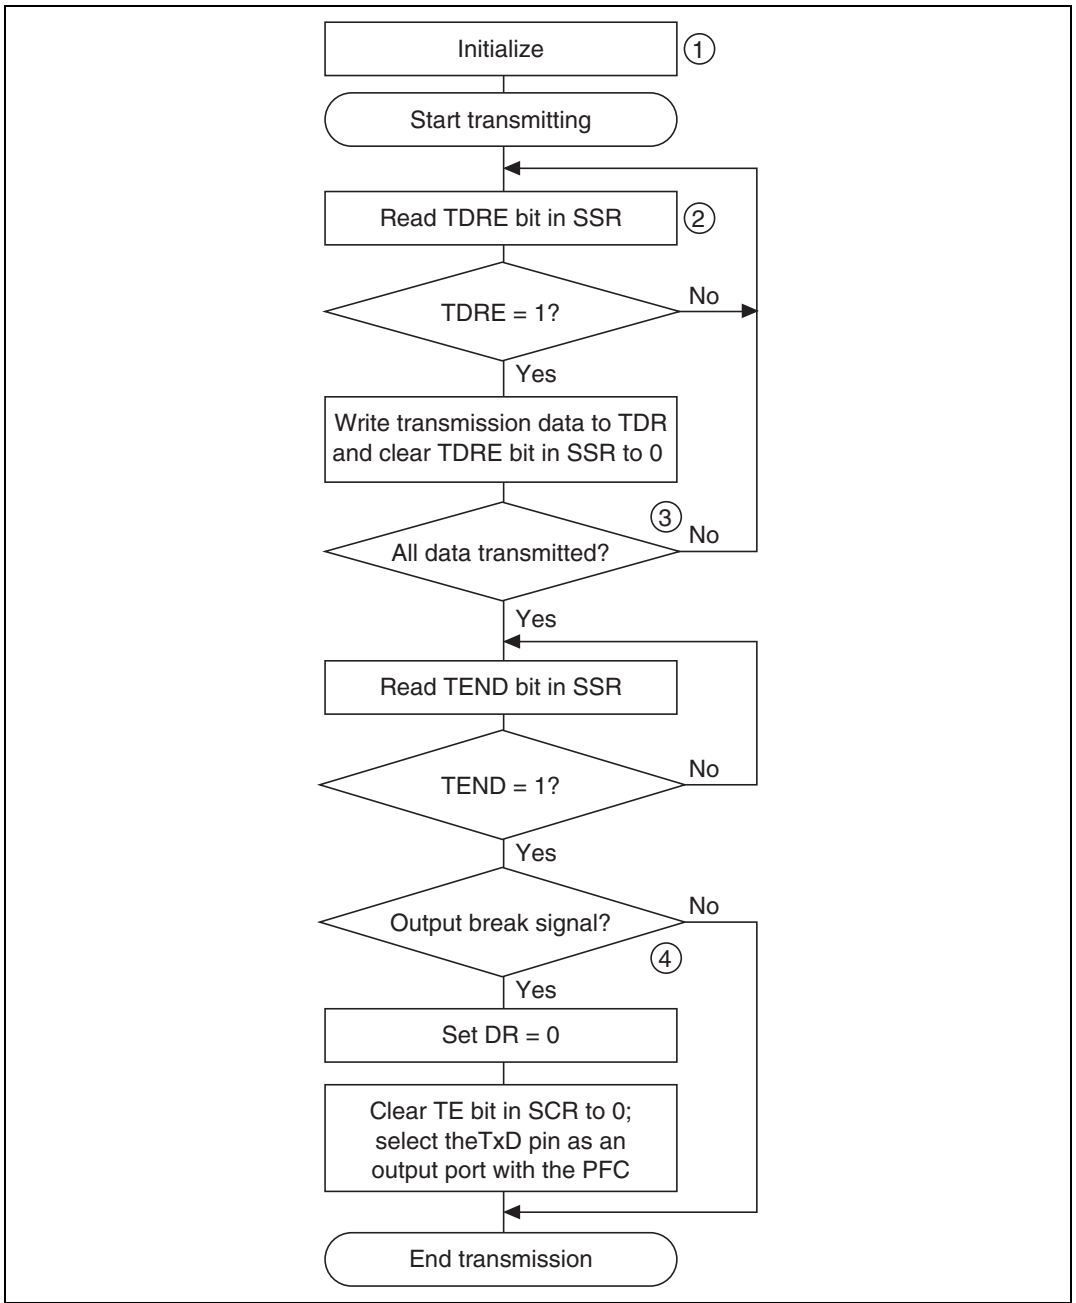 Initialize
①
Start transmitting
Read TDRE bit in SSR
②
TDRE = 1?
No
Yes
Write transmission data to TDR
and clear TDRE bit in SSR to 0
③
All data transmitted?
No
Yes
Read TEND bit in SSR
TEND = 1?
No
Yes
Output break signal?
No
④
Yes
Set DR = 0
Clear TE bit in SCR to 0;
select theTxD pin as an
output port with the PFC
End transmission